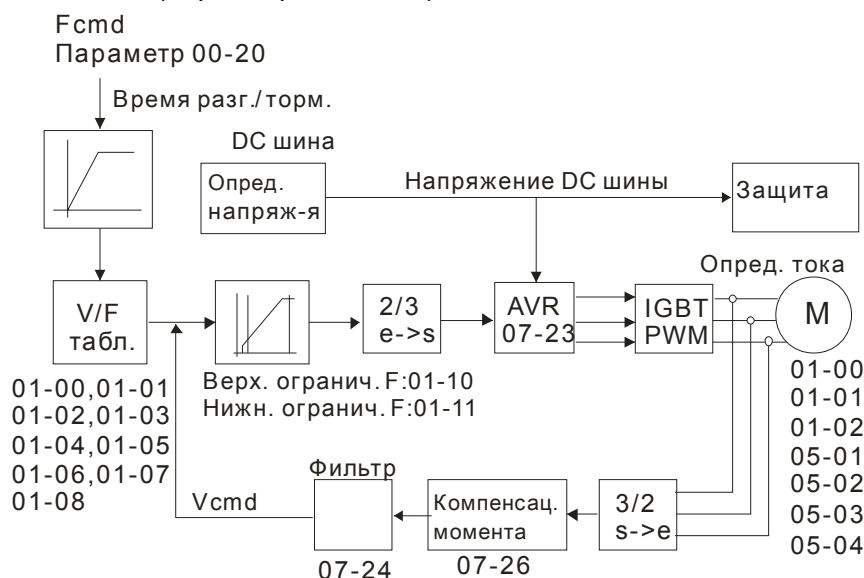 Fcmd
Параметр 00-20
Время разг./торм.
DC шина
Опред.
напряж-я
Напряжение DC шины
Защита
Опред. тока
V/F
табл.
2/3
e->s
AVR
07-23
IGBT
PWM
M
01-00,01-01
01-02,01-03
01-04,01-05
01-06,01-07
01-08
Верх. огранич. F:01-10
Нижн. огранич. F:01-11
01-00
01-01
01-02
05-01
05-02
05-03
05-04
Vcmd
Фильтр
07-24
Компенсац.
момента
07-26
3/2
s->e